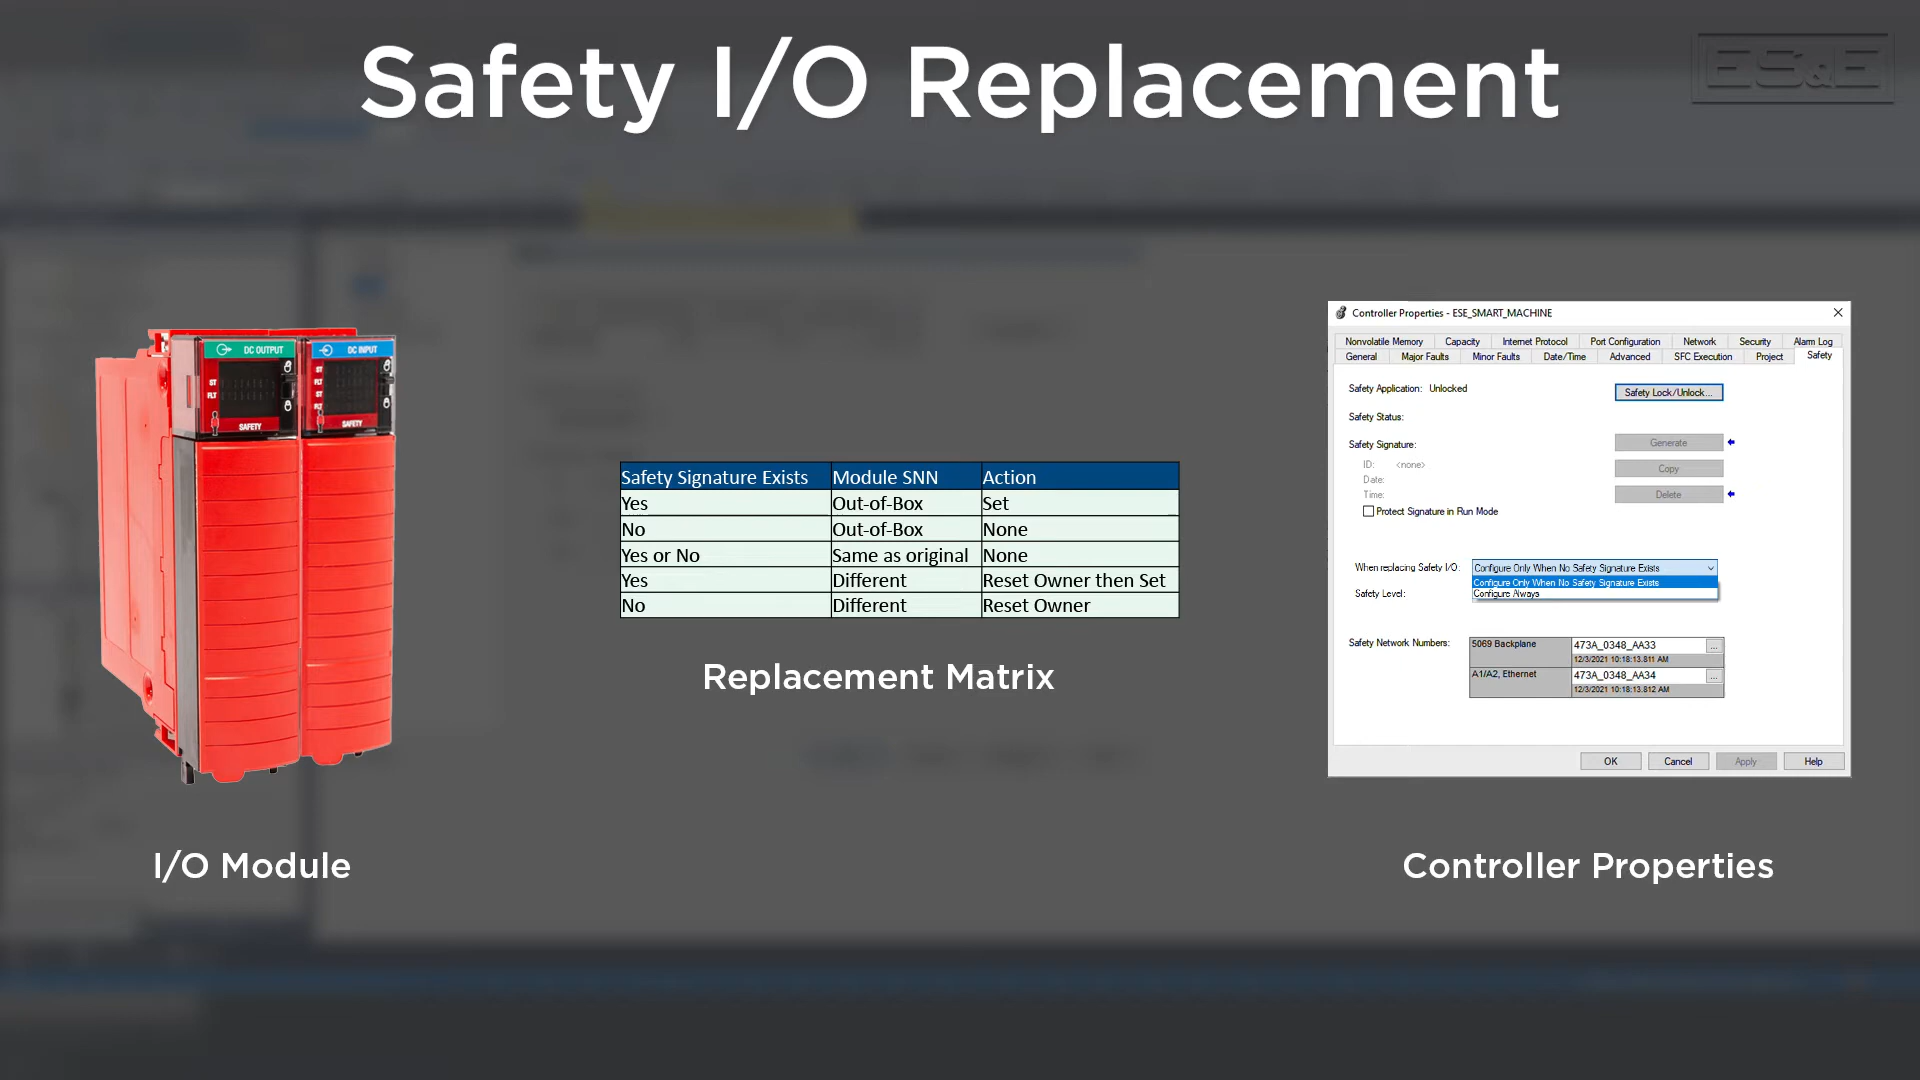 Safety I/O Replacement
ES&E
DC OUTPUT
DC INPUT
ST
FLT
SAFETY
ST
FLT
ST
FLT
SAFETY
I/O Module
Safety Signature Exists Module SNN Action
Yes Out-of-Box Set
No Out-of-Box None
Yes or No Same as original None
Yes Different Reset Owner then Set
No Different Reset Owner
Replacement Matrix
Controller Properties - ESE_SMART_MACHINE
Nonvolatile Memory Capacity Internet Protocol Port Configuration Network Security Alarm Log
General Major Faults Minor Faults Date/Time Advanced SFC Execution Project Safety
Safety Application: Unlocked
Safety Lock/Unlock...
Safety Status:
Safety Signature:
Generate
ID: <none>
Copy
Date:
Time:
Delete
Protect Signature in Run Mode
When replacing Safety I/O: Configure Only When No Safety Signature Exists
Configure Only When No Safety Signature Exists
Configure Always
Safety Level:
Safety Network Numbers: 5069 Backplane 473A_0348_AA33 ...
12/3/2021 10:18:13.811 AM
A1/A2, Ethernet 473A_0348_AA34 ...
12/3/2021 10:18:13.812 AM
OK Cancel Apply Help
Controller Properties